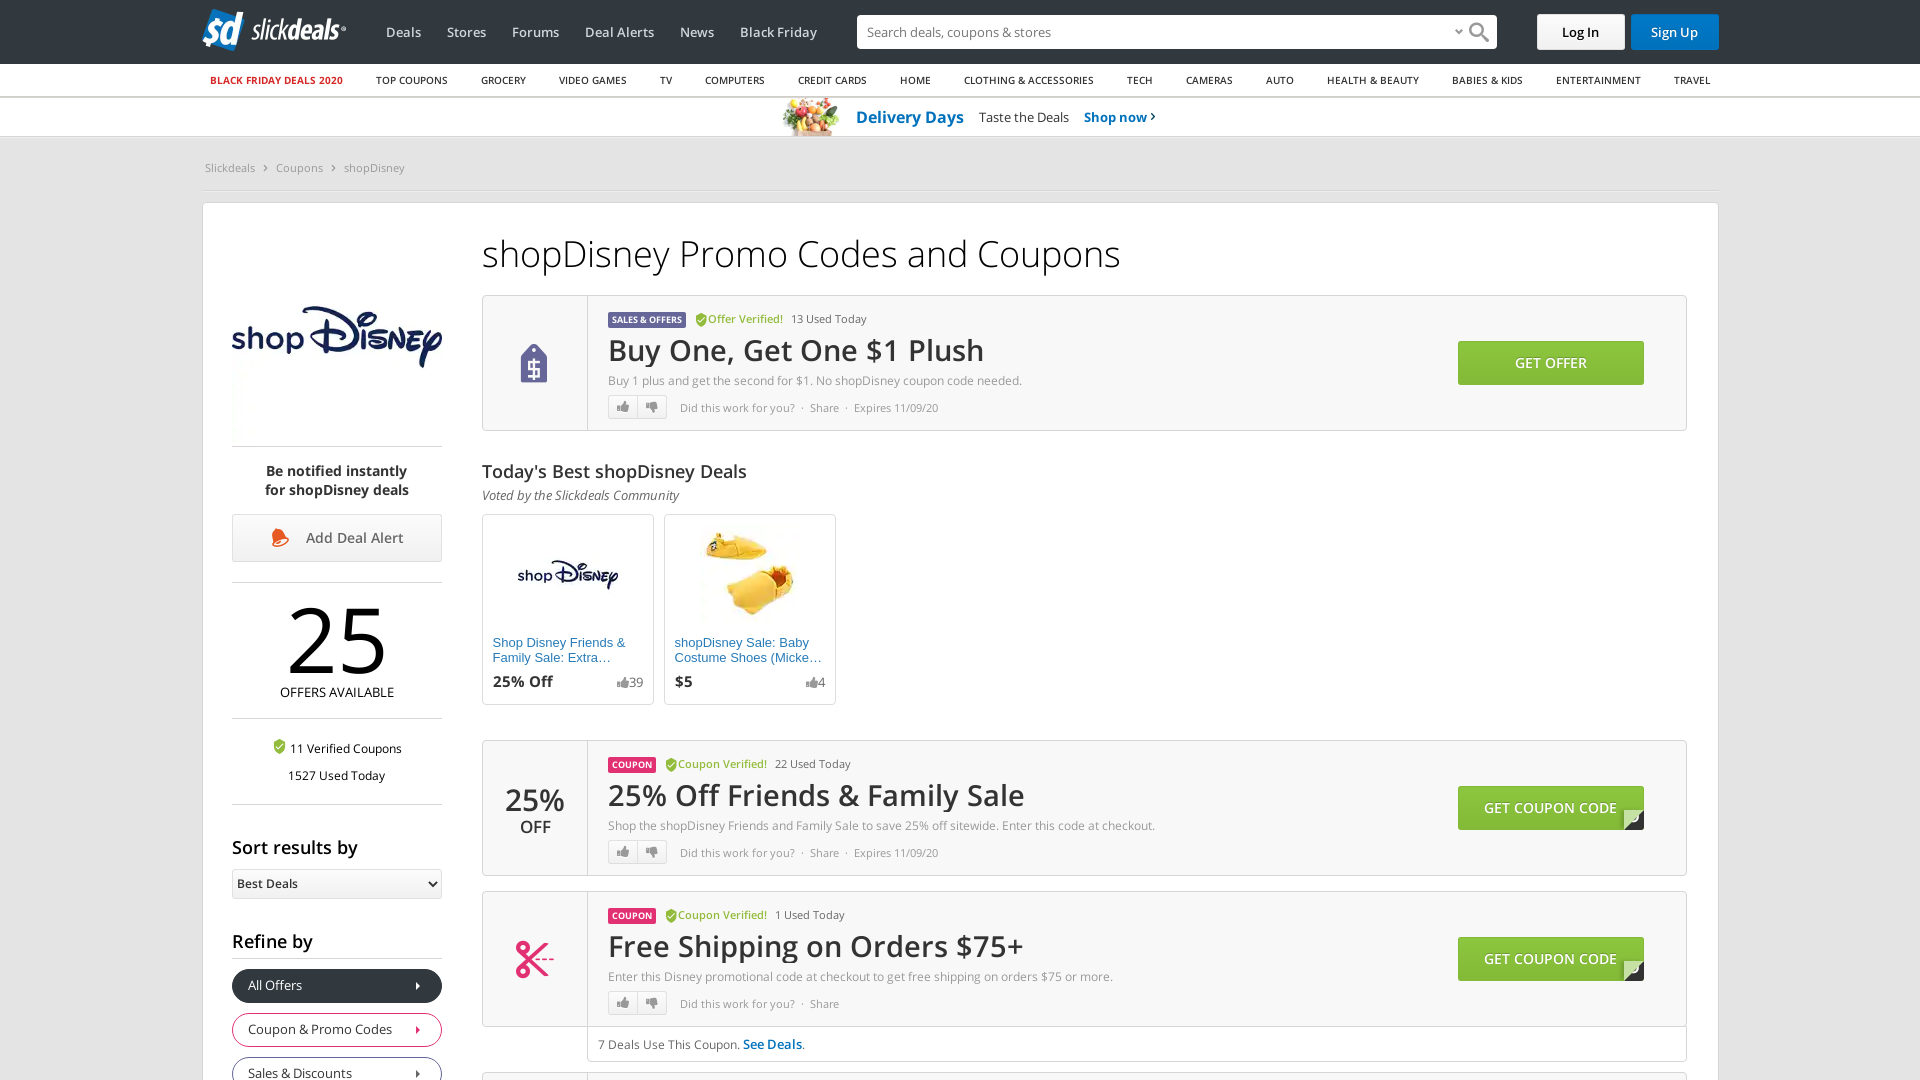 sd slickdeals
Deals
Stores
Forums
Deal Alerts
News
Black Friday
Search deals, coupons & stores
Log In
Sign Up
BLACK FRIDAY DEALS 2020
TOP COUPONS
GROCERY
VIDEO GAMES
TV
COMPUTERS
CREDIT CARDS
HOME
CLOTHING & ACCESSORIES
TECH
CAMERAS
AUTO
HEALTH & BEAUTY
BABIES & KIDS
ENTERTAINMENT
TRAVEL
Delivery Days Taste the Deals Shop now
Slickdeals > Coupons > shopDisney
shop Disney
Be notified instantly
for shopDisney deals
Add Deal Alert
25
OFFERS AVAILABLE
11 Verified Coupons
1527 Used Today
Sort results by
Best Deals
Refine by
All Offers
Coupon & Promo Codes
Sales & Discounts
shopDisney Promo Codes and Coupons
SALES & OFFERS Offer Verified! 13 Used Today
$
Buy One, Get One $1 Plush
Buy 1 plus and get the second for $1. No shopDisney coupon code needed.
Did this work for you? · Share · Expires 11/09/20
GET OFFER
Today's Best shopDisney Deals
Voted by the Slickdeals Community
shop Disney
Shop Disney Friends &
Family Sale: Extra…
25% Off 39
shopDisney Sale: Baby
Costume Shoes (Micke…
$5 4
25%
OFF
COUPON Coupon Verified! 22 Used Today
25% Off Friends & Family Sale
Shop the shopDisney Friends and Family Sale to save 25% off sitewide. Enter this code at checkout.
Did this work for you? · Share · Expires 11/09/20
GET COUPON CODE
COUPON Coupon Verified! 1 Used Today
Free Shipping on Orders $75+
Enter this Disney promotional code at checkout to get free shipping on orders $75 or more.
Did this work for you? · Share
GET COUPON CODE
7 Deals Use This Coupon. See Deals.